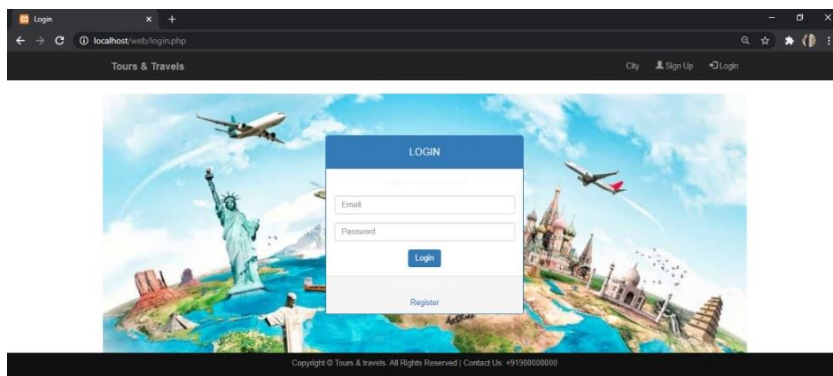 Login
localhost/web/login.php
Tours & Travels
City Sign Up Login
LOGIN
Email
Password
Login
Register
Copyright © Tours & travels. All Rights Reserved | Contact Us: +91900000000